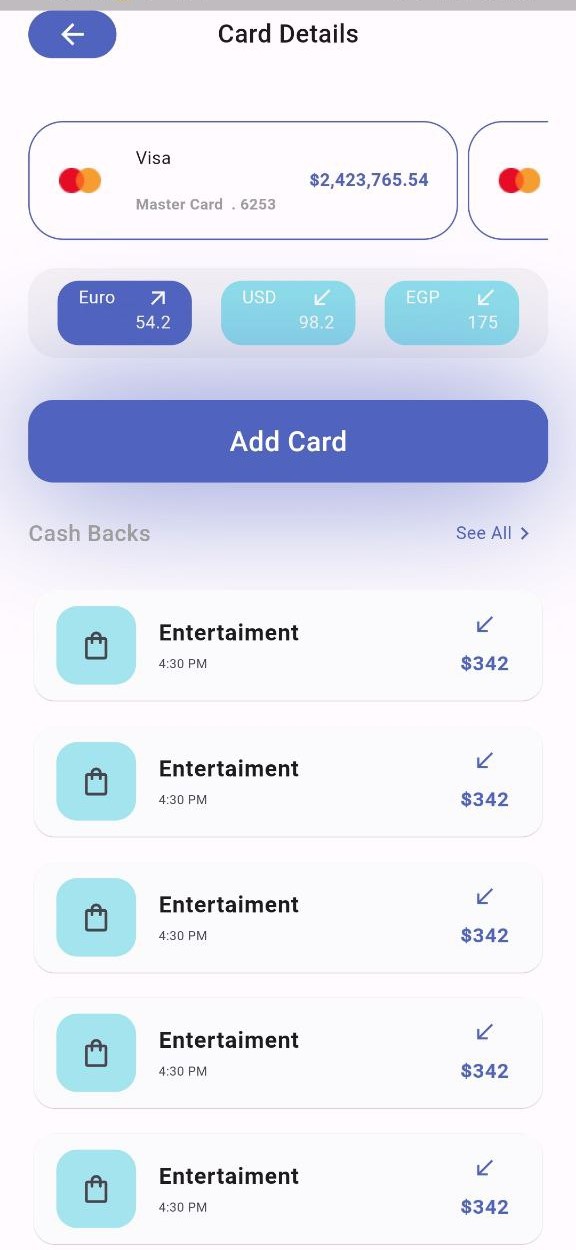 Card Details
Visa
$2,423,765.54
Master Card . 6253
Euro
54.2
USD
98.2
EGP
175
Add Card
Cash Backs
See All
Entertaiment
4:30 PM
$342
Entertaiment
4:30 PM
$342
Entertaiment
4:30 PM
$342
Entertaiment
4:30 PM
$342
Entertaiment
4:30 PM
$342